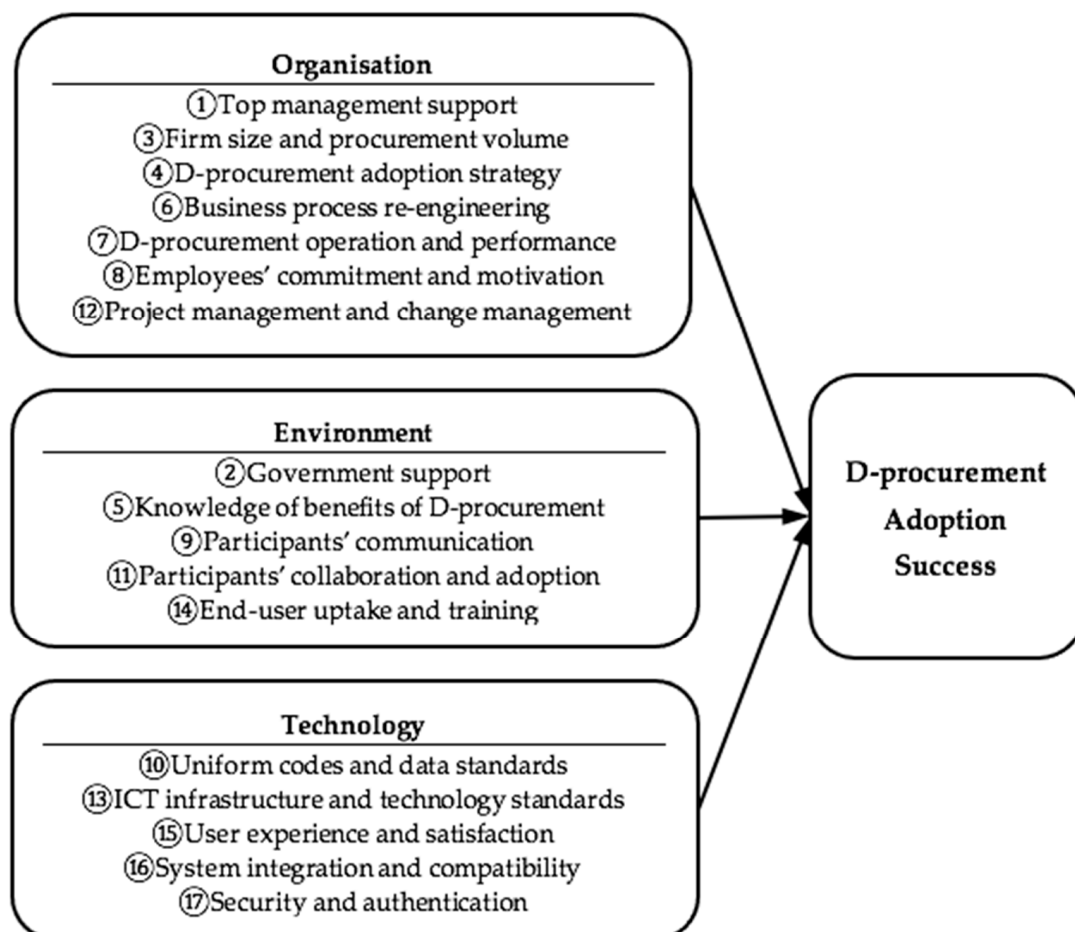 Organisation
①Top management support
③Firm size and procurement volume
④D-procurement adoption strategy
⑥Business process re-engineering
⑦D-procurement operation and performance
⑧Employees’ commitment and motivation
⑫Project management and change management
Environment
②Government support
⑤Knowledge of benefits of D-procurement
⑨Participants’ communication
⑪Participants’ collaboration and adoption
⑭End-user uptake and training
Technology
⑩Uniform codes and data standards
⑬ICT infrastructure and technology standards
⑮User experience and satisfaction
⑯System integration and compatibility
⑰Security and authentication
D-procurement
Adoption
Success